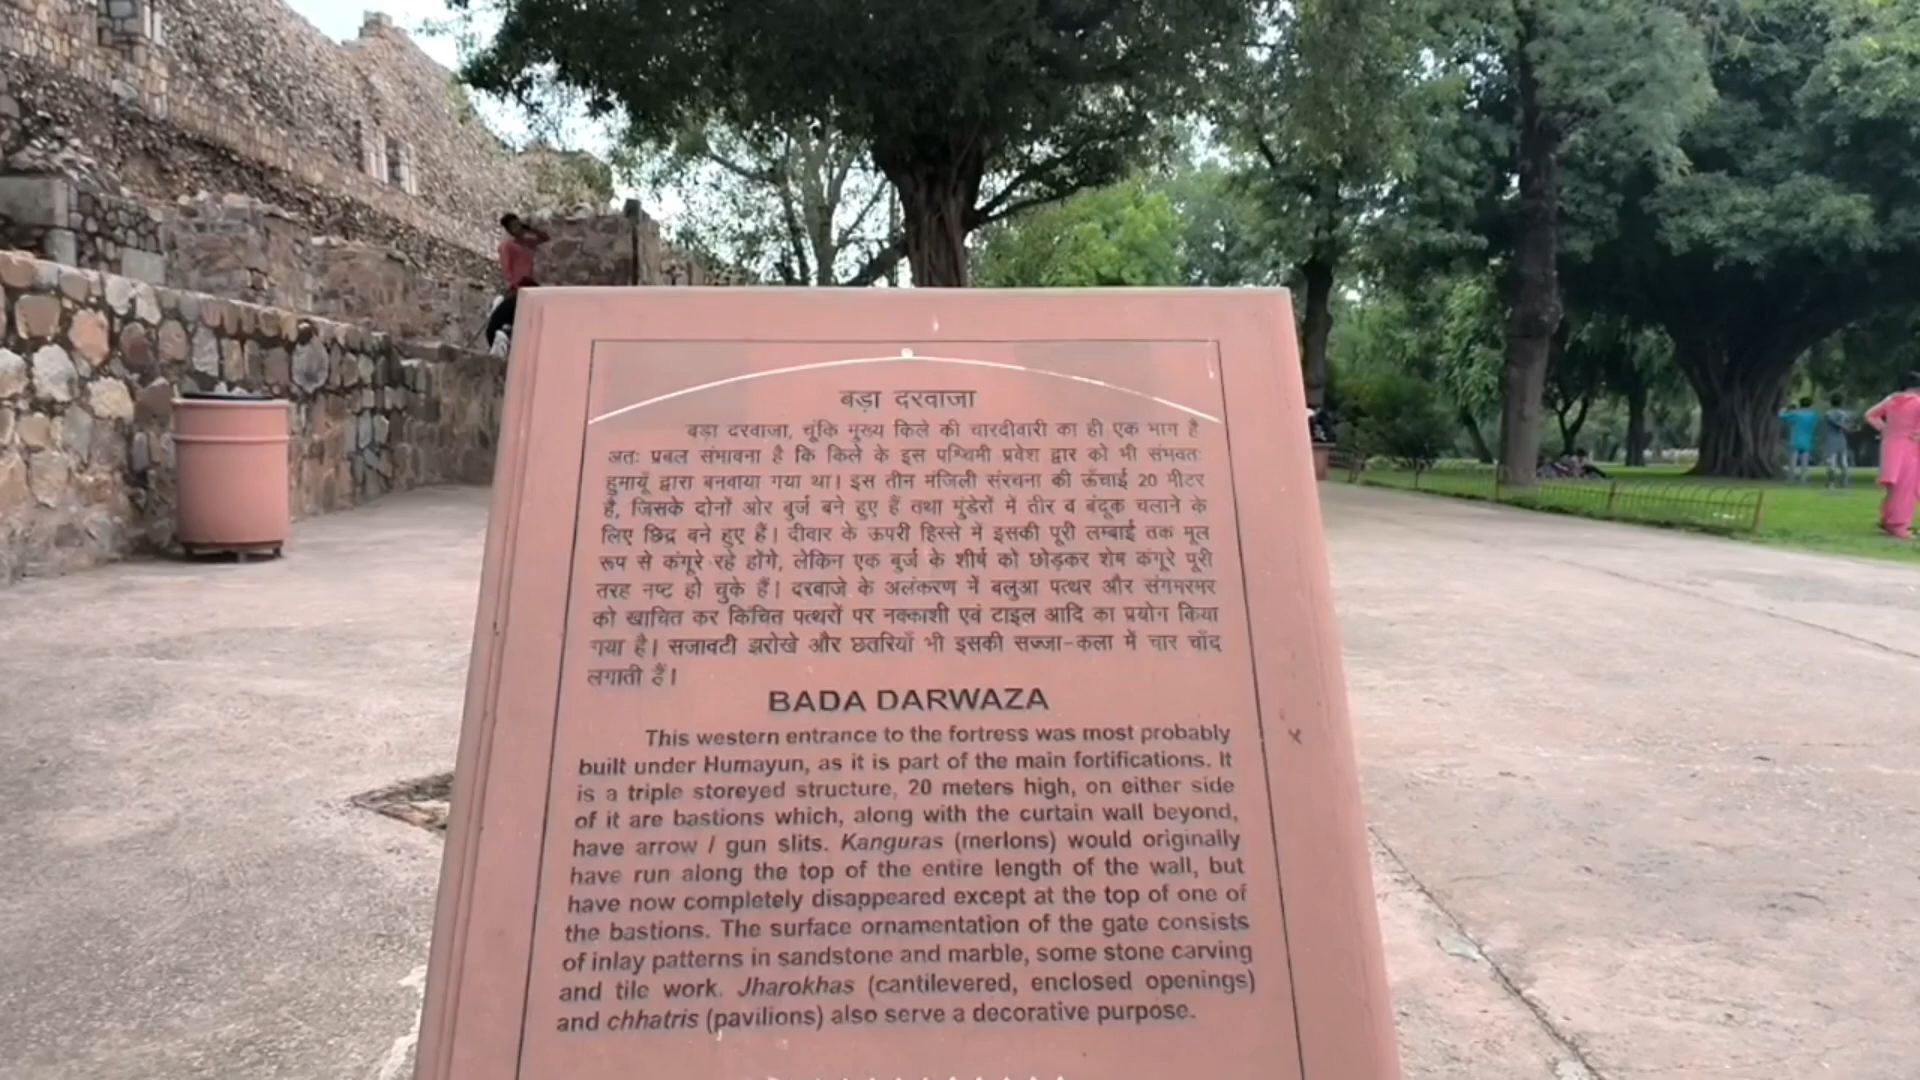 बड़ा दरवाजा
बड़ा दरवाजा, चूंकि मुख्य किले की चारदीवारी का ही एक भाग है
अतः प्रबल संभावना है कि किले के इस पश्चिमी प्रवेश द्वार को भी संभवतः
हुमायूँ द्वारा बनवाया गया था। इस तीन मंजिली संरचना की ऊँचाई 20 मीटर
है, जिसके दोनों ओर बुर्ज बने हुए हैं तथा मुंडेरों में तीर व बंदूक चलाने के
लिए छिद्र बने हुए हैं। दीवार के ऊपरी हिस्से में इसकी पूरी लम्बाई तक मूल
रूप से कंगूरे रहे होंगे, लेकिन एक बुर्ज के शीर्ष को छोड़कर शेष कंगूरे पूरी
तरह नष्ट हो चुके हैं। दरवाजे के अलंकरण में बलुआ पत्थर और संगमरमर
को खाचित कर किंचित पत्थरों पर नक्काशी एवं टाइल आदि का प्रयोग किया
गया है। सजावटी झरोखे और छतरियाँ भी इसकी सज्जा-कला में चार चाँद
लगाती हैं।
BADA DARWAZA
This western entrance to the fortress was most probably
built under Humayun, as it is part of the main fortifications. It
is a triple storeyed structure, 20 meters high, on either side
of it are bastions which, along with the curtain wall beyond,
have arrow / gun slits. Kanguras (merlons) would originally
have run along the top of the entire length of the wall, but
have now completely disappeared except at the top of one of
the bastions. The surface ornamentation of the gate consists
of inlay patterns in sandstone and marble, some stone carving
and tile work. Jharokhas (cantilevered, enclosed openings)
and chhatris (pavilions) also serve a decorative purpose.